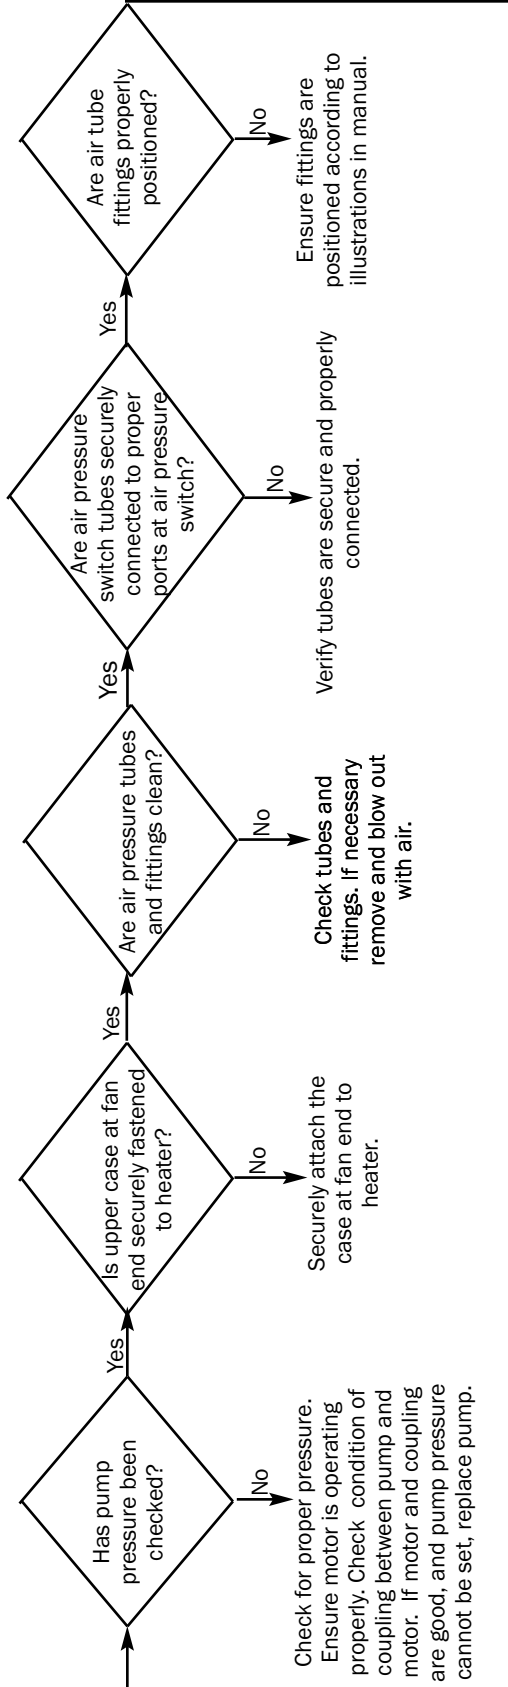 Has pump
pressure been
checked?
Yes
No
Check for proper pressure.
Ensure motor is operating
properly. Check condition of
coupling between pump and
motor. If motor and coupling
are good, and pump pressure
cannot be set, replace pump.
Is upper case at fan
end securely fastened
to heater?
Yes
No
Securely attach the
case at fan end to
heater.
Are air pressure tubes
and fittings clean?
Yes
No
Check tubes and
fittings. If necessary
remove and blow out
with air.
Are air pressure
switch tubes securely
connected to proper
ports at air pressure
switch?
Yes
No
Verify tubes are secure and properly
connected.
Are air tube
fittings properly
positioned?
No
Ensure fittings are
positioned according to
illustrations in manual.